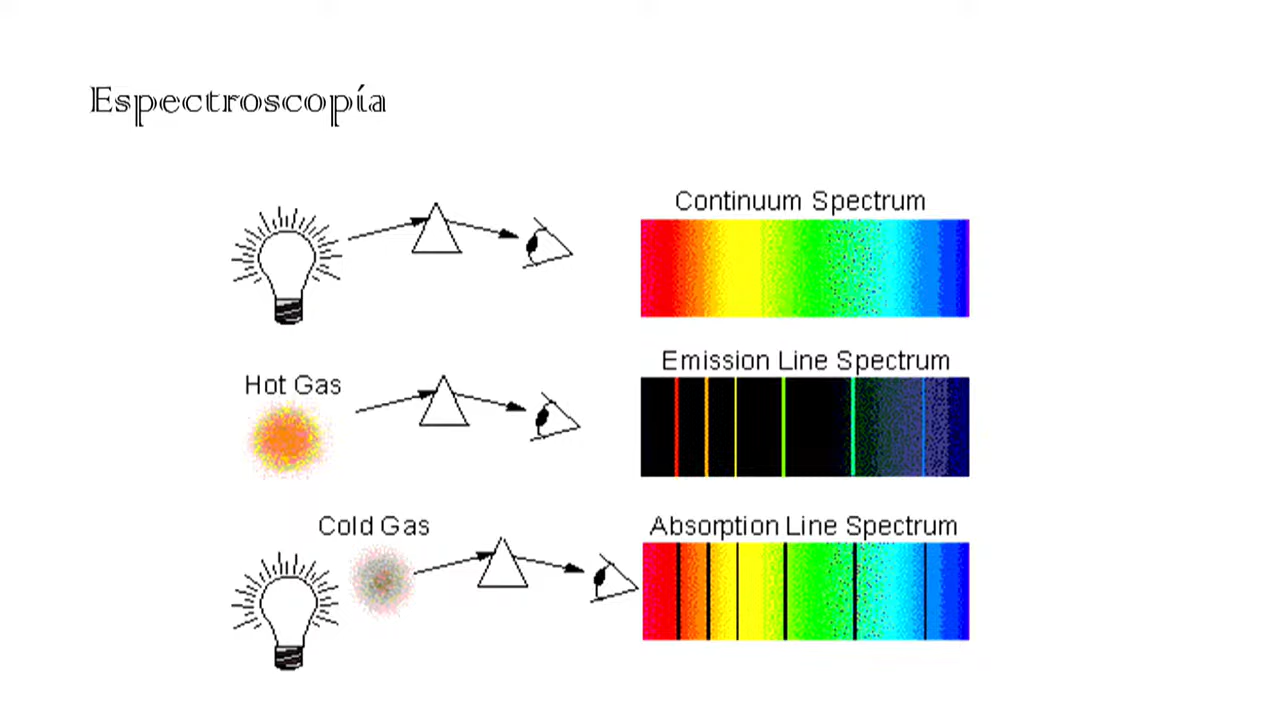 Espectroscopía
Continuum Spectrum
Emission Line Spectrum
Hot Gas
Cold Gas
Absorption Line Spectrum